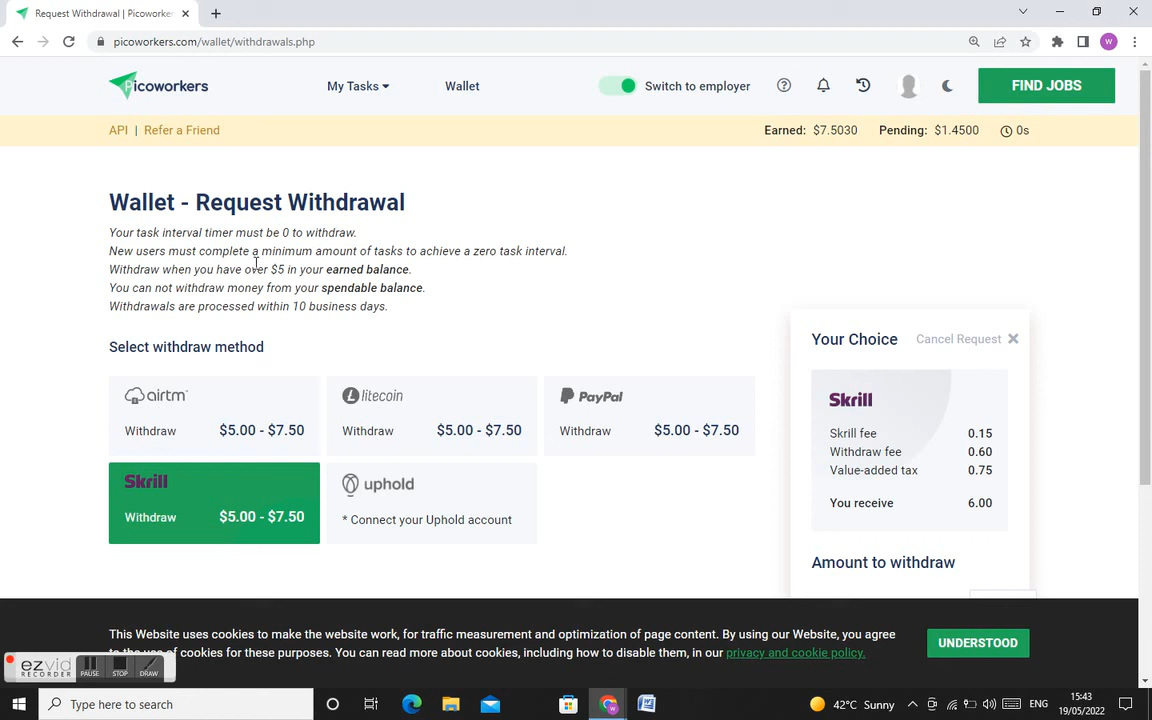 Request Withdrawal | Picoworker
picoworkers.com/wallet/withdrawals.php
W
Picoworkers
My Tasks
Wallet
Switch to employer
FIND JOBS
API | Refer a Friend
Earned: $7.5030 Pending: $1.4500 0s
Wallet - Request Withdrawal
Your task interval timer must be 0 to withdraw.
New users must complete a minimum amount of tasks to achieve a zero task interval.
Withdraw when you have over $5 in your earned balance.
You can not withdraw money from your spendable balance.
Withdrawals are processed within 10 business days.
Select withdraw method
airtm
Withdraw $5.00 - $7.50
litecoin
Withdraw $5.00 - $7.50
PayPal
Withdraw $5.00 - $7.50
Skrill
Withdraw $5.00 - $7.50
uphold
* Connect your Uphold account
Your Choice Cancel Request
Skrill
Skrill fee 0.15
Withdraw fee 0.60
Value-added tax 0.75
You receive 6.00
Amount to withdraw
This Website uses cookies to make the website work, for traffic measurement and optimization of page content. By using our Website, you agree
use of cookies for these purposes. You can read more about cookies, including how to disable them, in our privacy and cookie policy.
UNDERSTOOD
ezvid
RECORDER
PAUSE
STOP
DRAW
Type here to search
W
42°C Sunny
ENG
15:43
19/05/2022